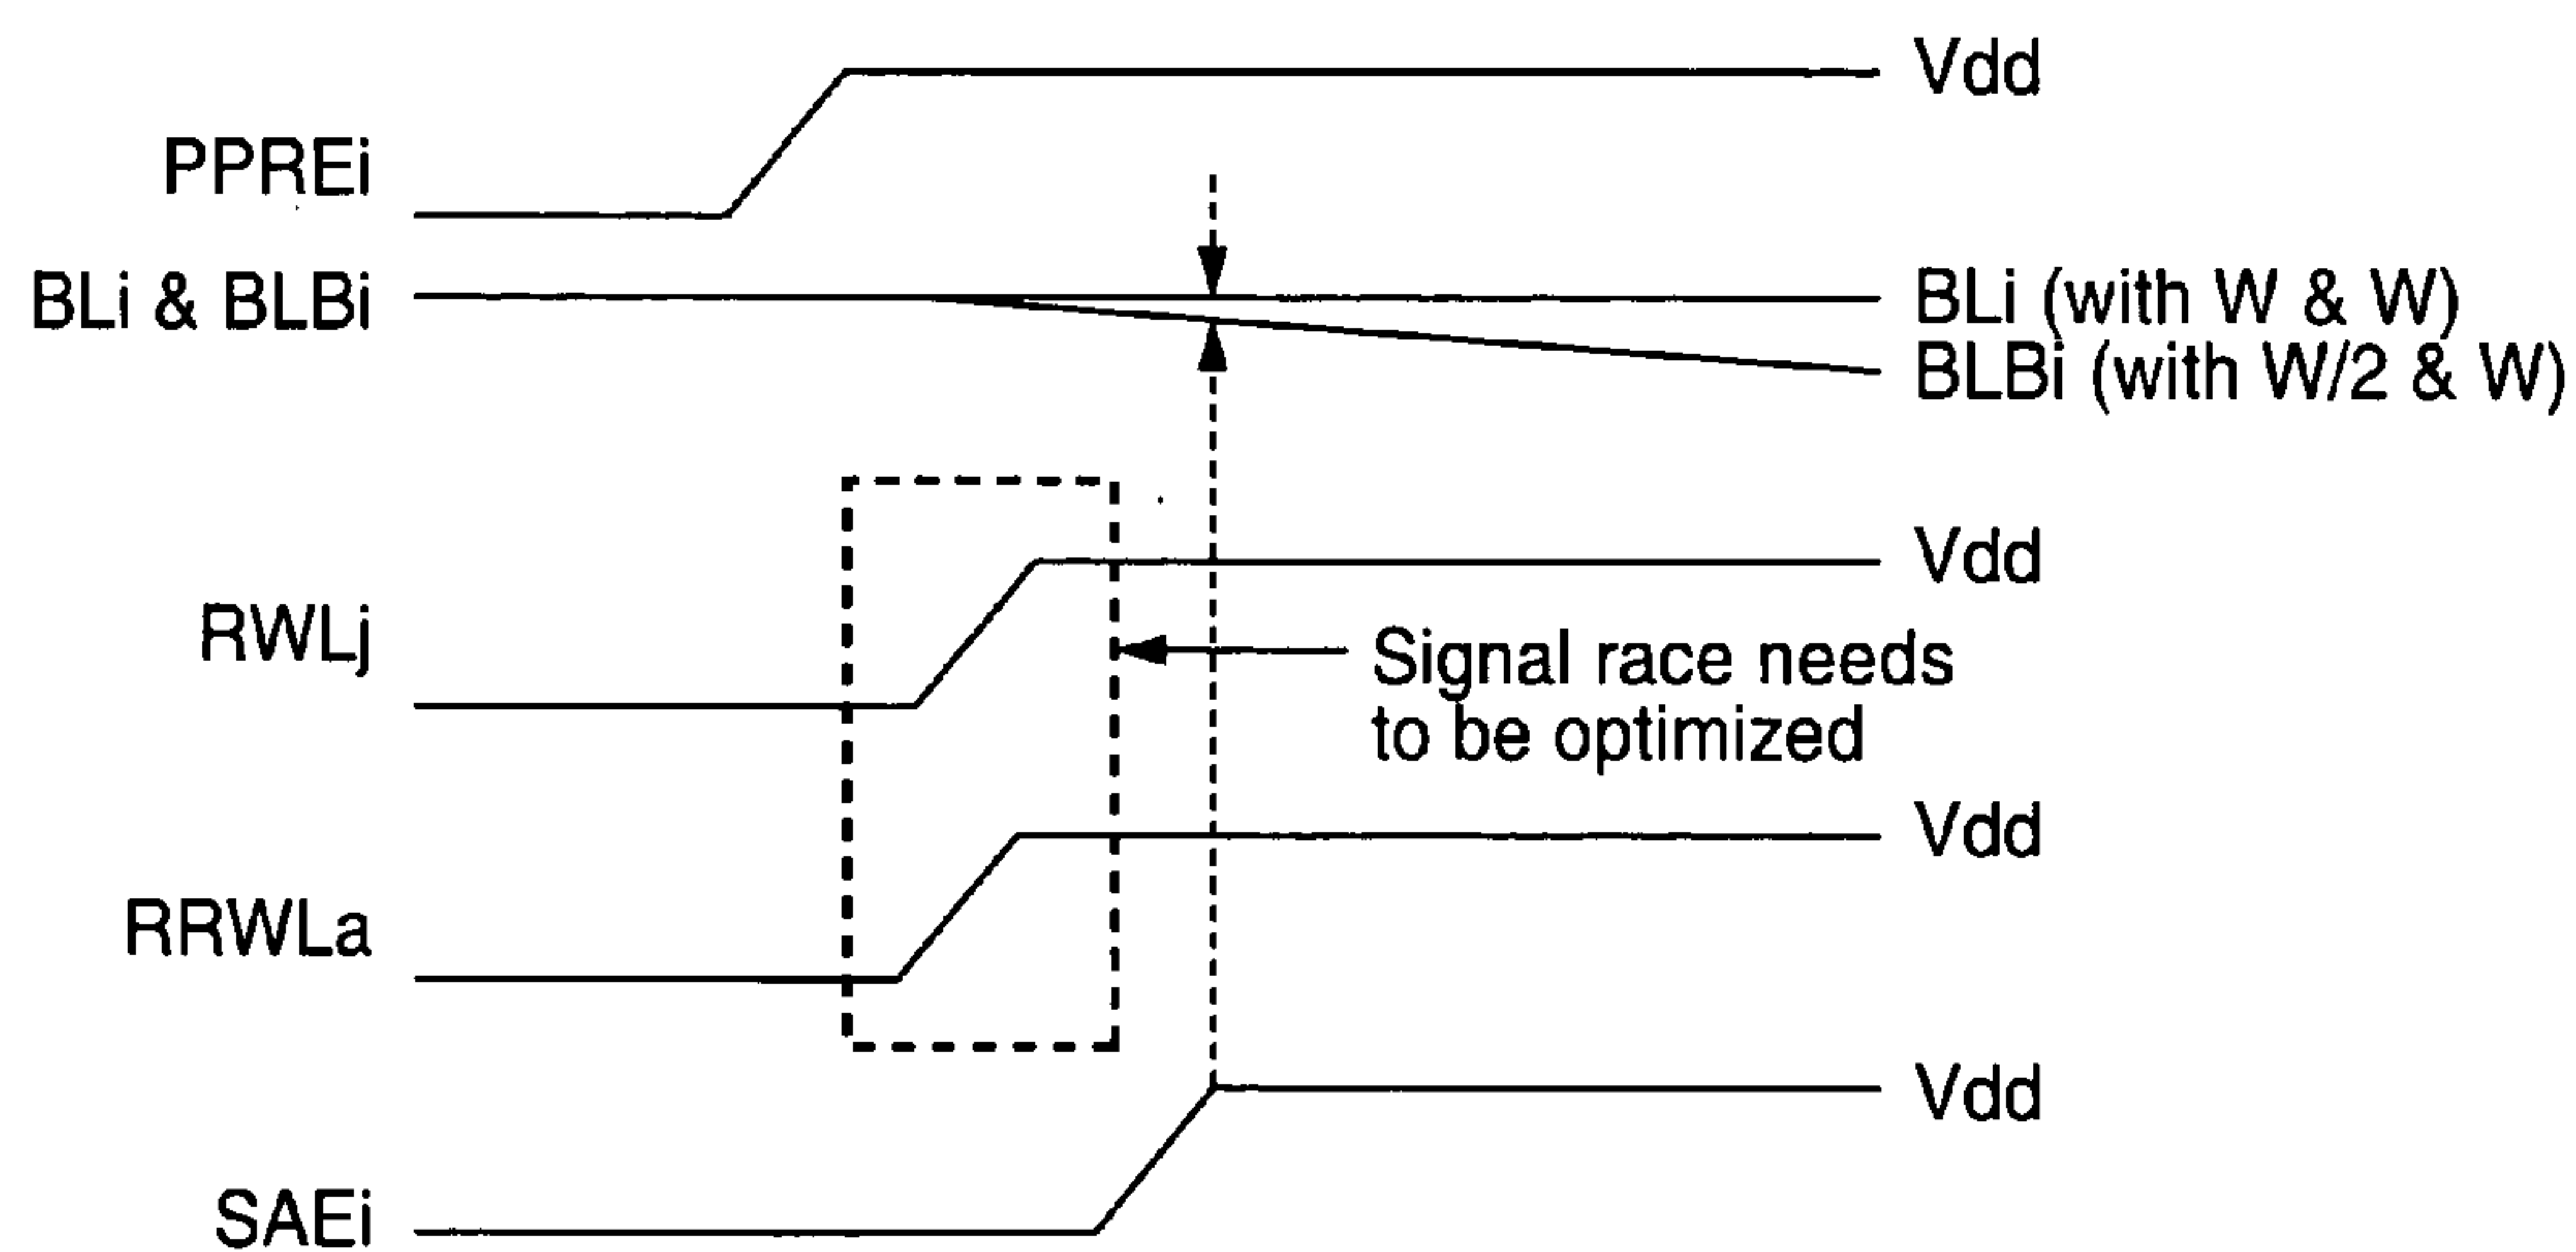 Vdd
PPREi
BLi & BLBi
BLi (with W & W)
BLBi (with W/2 & W)
Vdd
RWLj
Signal race needs
to be optimized
Vdd
RRWLa
Vdd
SAEi